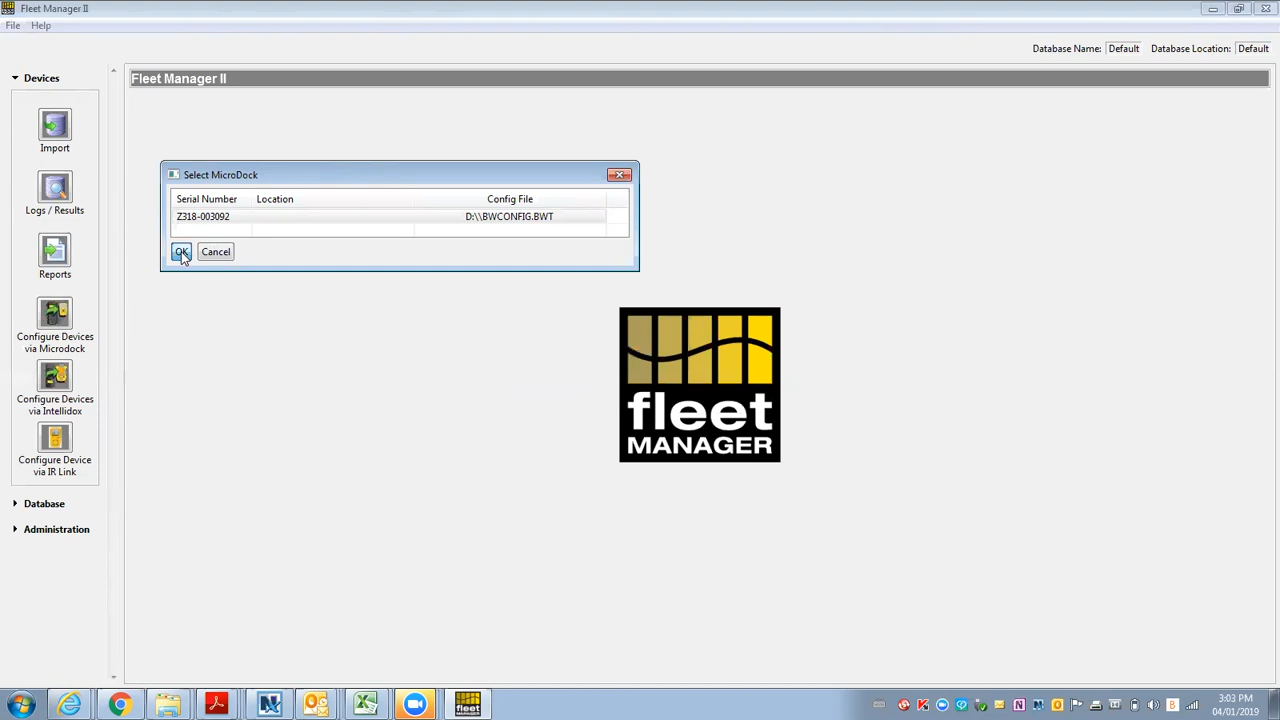 Fleet Manager II
File Help
Database Name: Default Database Location: Default
Devices
Fleet Manager II
Import
Logs / Results
Reports
Configure Devices
via Microdock
Configure Devices
via Intellidox
Configure Device
via IR Link
Database
Administration
Select MicroDock
Serial Number Location Config File
Z318-003092 D:\\BWCONFIG.BWT
OK Cancel
fleet
MANAGER
3:03 PM
04/01/2019